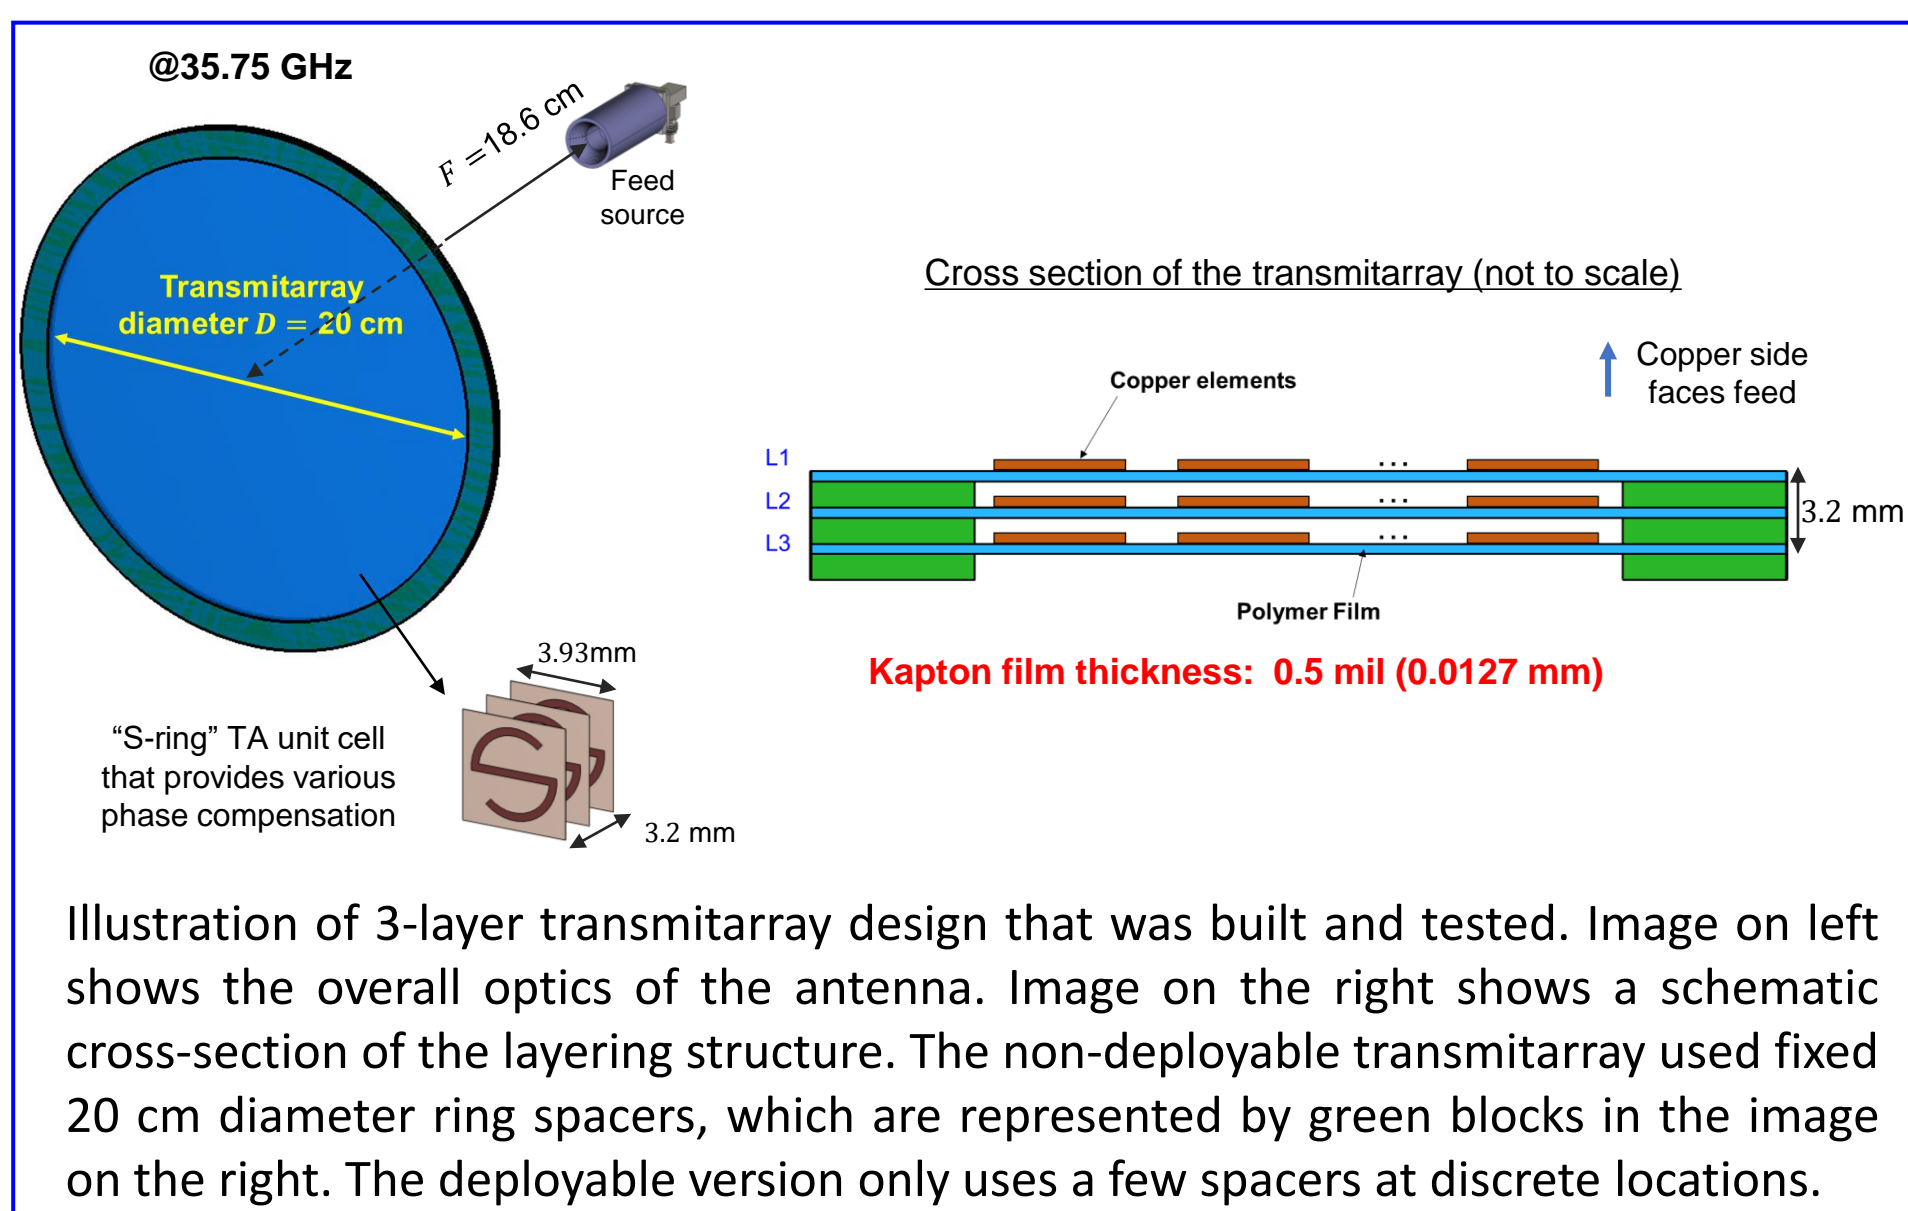 @35.75 GHz
F =18.6 cm
Feed
source
Transmitarray
diameter D = 20 cm
3.93mm
“S-ring” TA unit cell
that provides various
phase compensation
3.2 mm
Cross section of the transmitarray (not to scale)
Copper side
faces feed
Copper elements
L1
...
L2
...
L3
...
3.2 mm
Polymer Film
Kapton film thickness: 0.5 mil (0.0127 mm)
Illustration of 3-layer transmitarray design that was built and tested. Image on left
shows the overall optics of the antenna. Image on the right shows a schematic
cross-section of the layering structure. The non-deployable transmitarray used fixed
20 cm diameter ring spacers, which are represented by green blocks in the image
on the right. The deployable version only uses a few spacers at discrete locations.